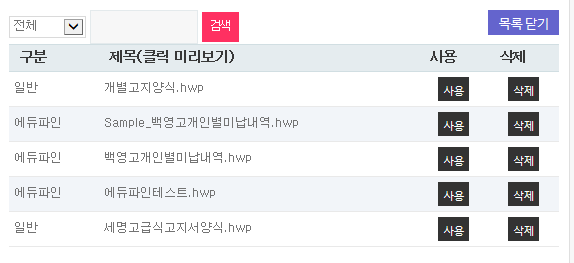 전체 검색 목록 닫기
구분 제목(클릭 미리보기) 사용 삭제
일반 개별고지양식.hwp 사용 삭제
에듀파인 Sample_백영고개인별미납내역.hwp 사용 삭제
에듀파인 백영고개인별미납내역.hwp 사용 삭제
에듀파인 에듀파인테스트.hwp 사용 삭제
일반 세명고급식고지서양식.hwp 사용 삭제